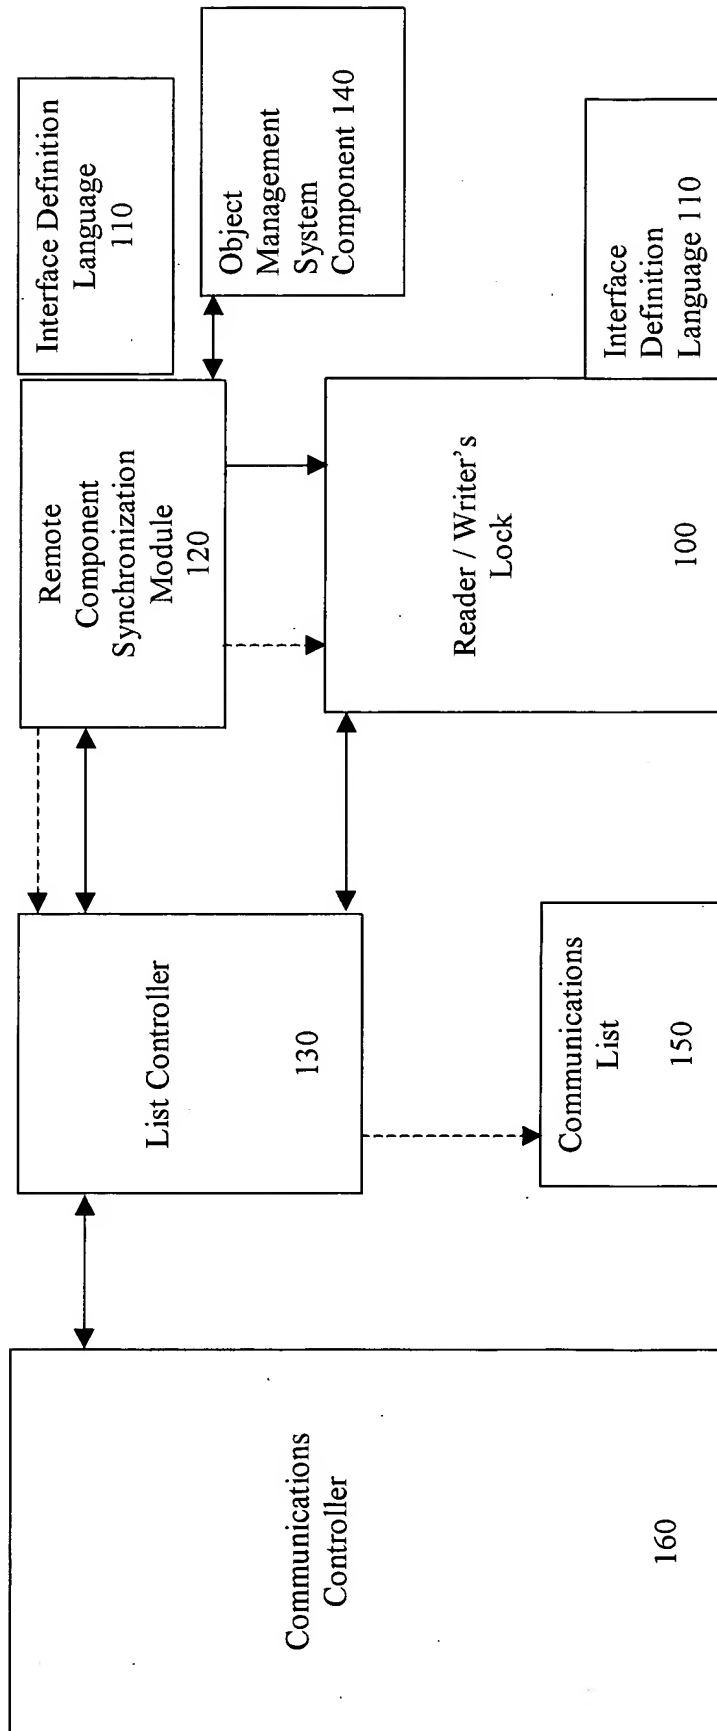 Communications
Controller
160
List Controller
130
Communications
List
150
Remote
Component
Synchronization
Module
120
Reader / Writer's
Lock
100
Interface Definition
Language
110
Object
Management
System
Component 140
Interface
Definition
Language 110